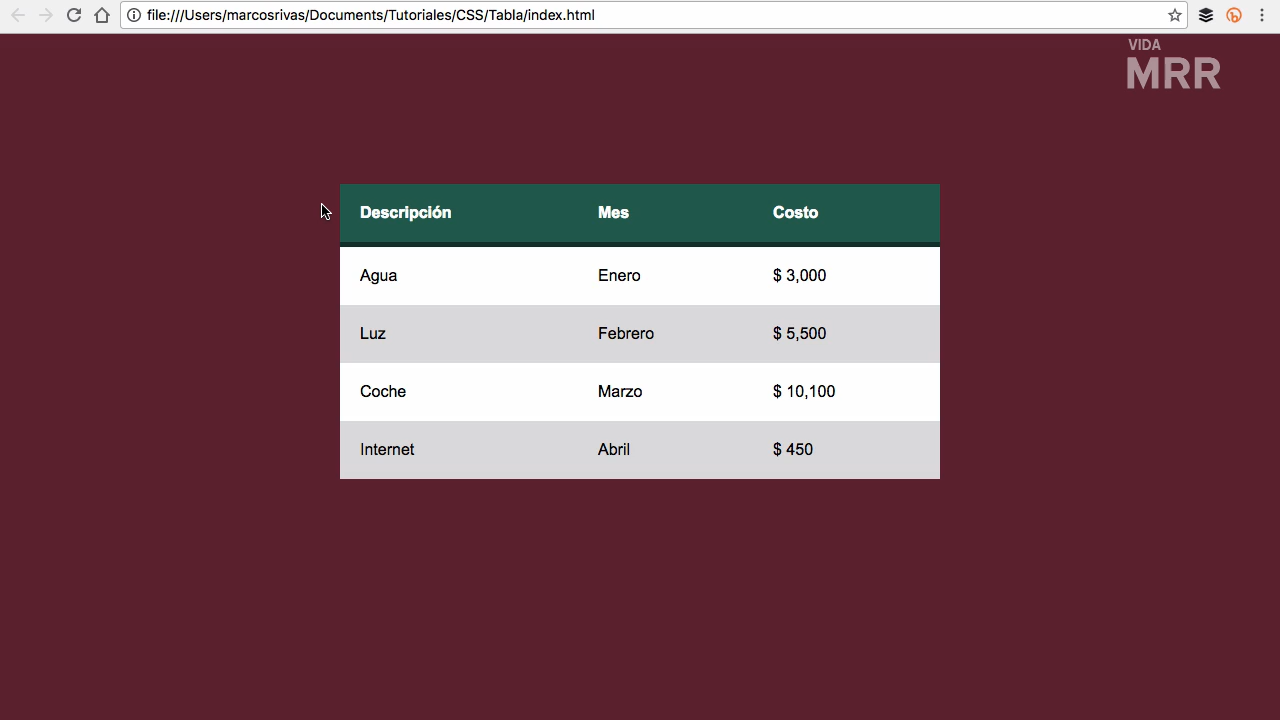 file:///Users/marcosrivas/Documents/Tutoriales/CSS/Tabla/index.html
VIDA
MRR
Descripción Mes Costo
Agua Enero $ 3,000
Luz Febrero $ 5,500
Coche Marzo $ 10,100
Internet Abril $ 450